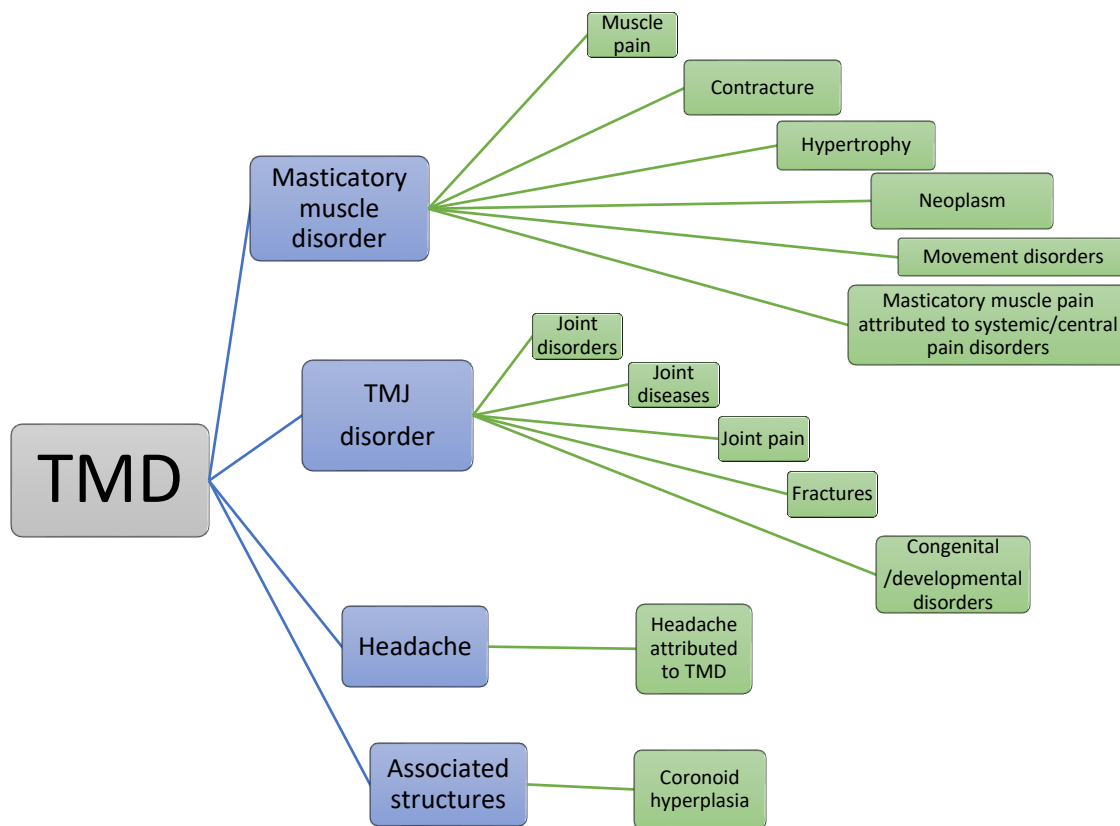 TMD
Masticatory
muscle
disorder
Muscle
pain
Contracture
Hypertrophy
Neoplasm
Movement disorders
Masticatory muscle pain
attributed to systemic/central
pain disorders
TMJ
disorder
Joint
disorders
Joint
diseases
Joint pain
Fractures
Congenital
/developmental
disorders
Headache
Headache
attributed
to TMD
Associated
structures
Coronoid
hyperplasia